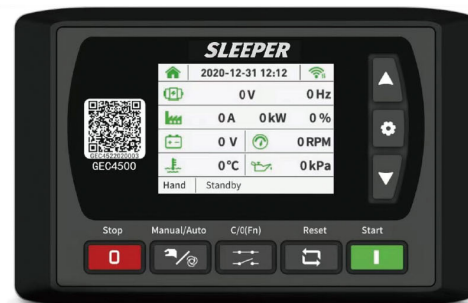 SLEEPER
2020-12-31 12:12
0 V 0 Hz
0 A 0 kW 0 %
0 V 0 RPM
0°C 0 kPa
Hand Standby
GEC4500
Stop Manual/Auto C/0(Fn) Reset Start
0 I